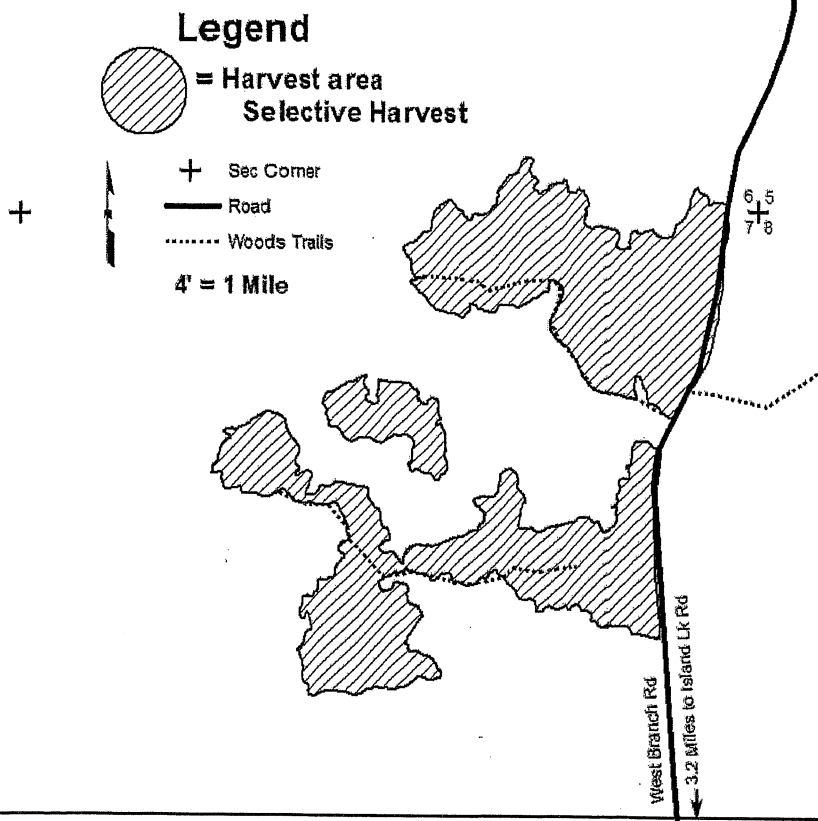 Legend
= Harvest area
Selective Harvest
Sec Corner
Road
Woods Trails
4' = 1 Mile
6 5
7 8
West Branch Rd
3.2 Miles to Island Lk Rd